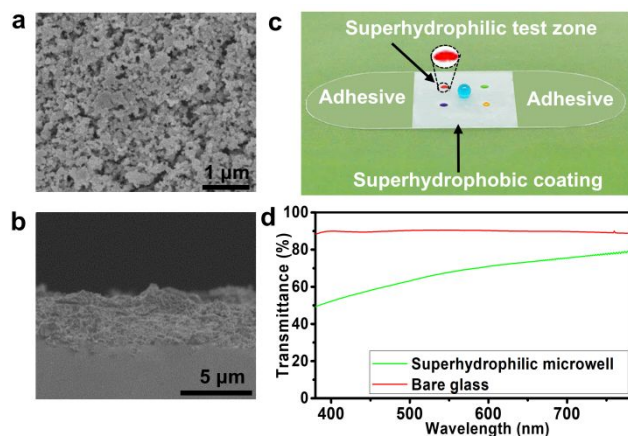 a
1 µm
b
5 µm
c
Superhydrophilic test zone
Adhesive
Adhesive
Superhydrophobic coating
d
100
90
80
60
40
20
0
Transmittance (%)
Superhydrophilic microwell
Bare glass
400
500
600
700
Wavelength (nm)